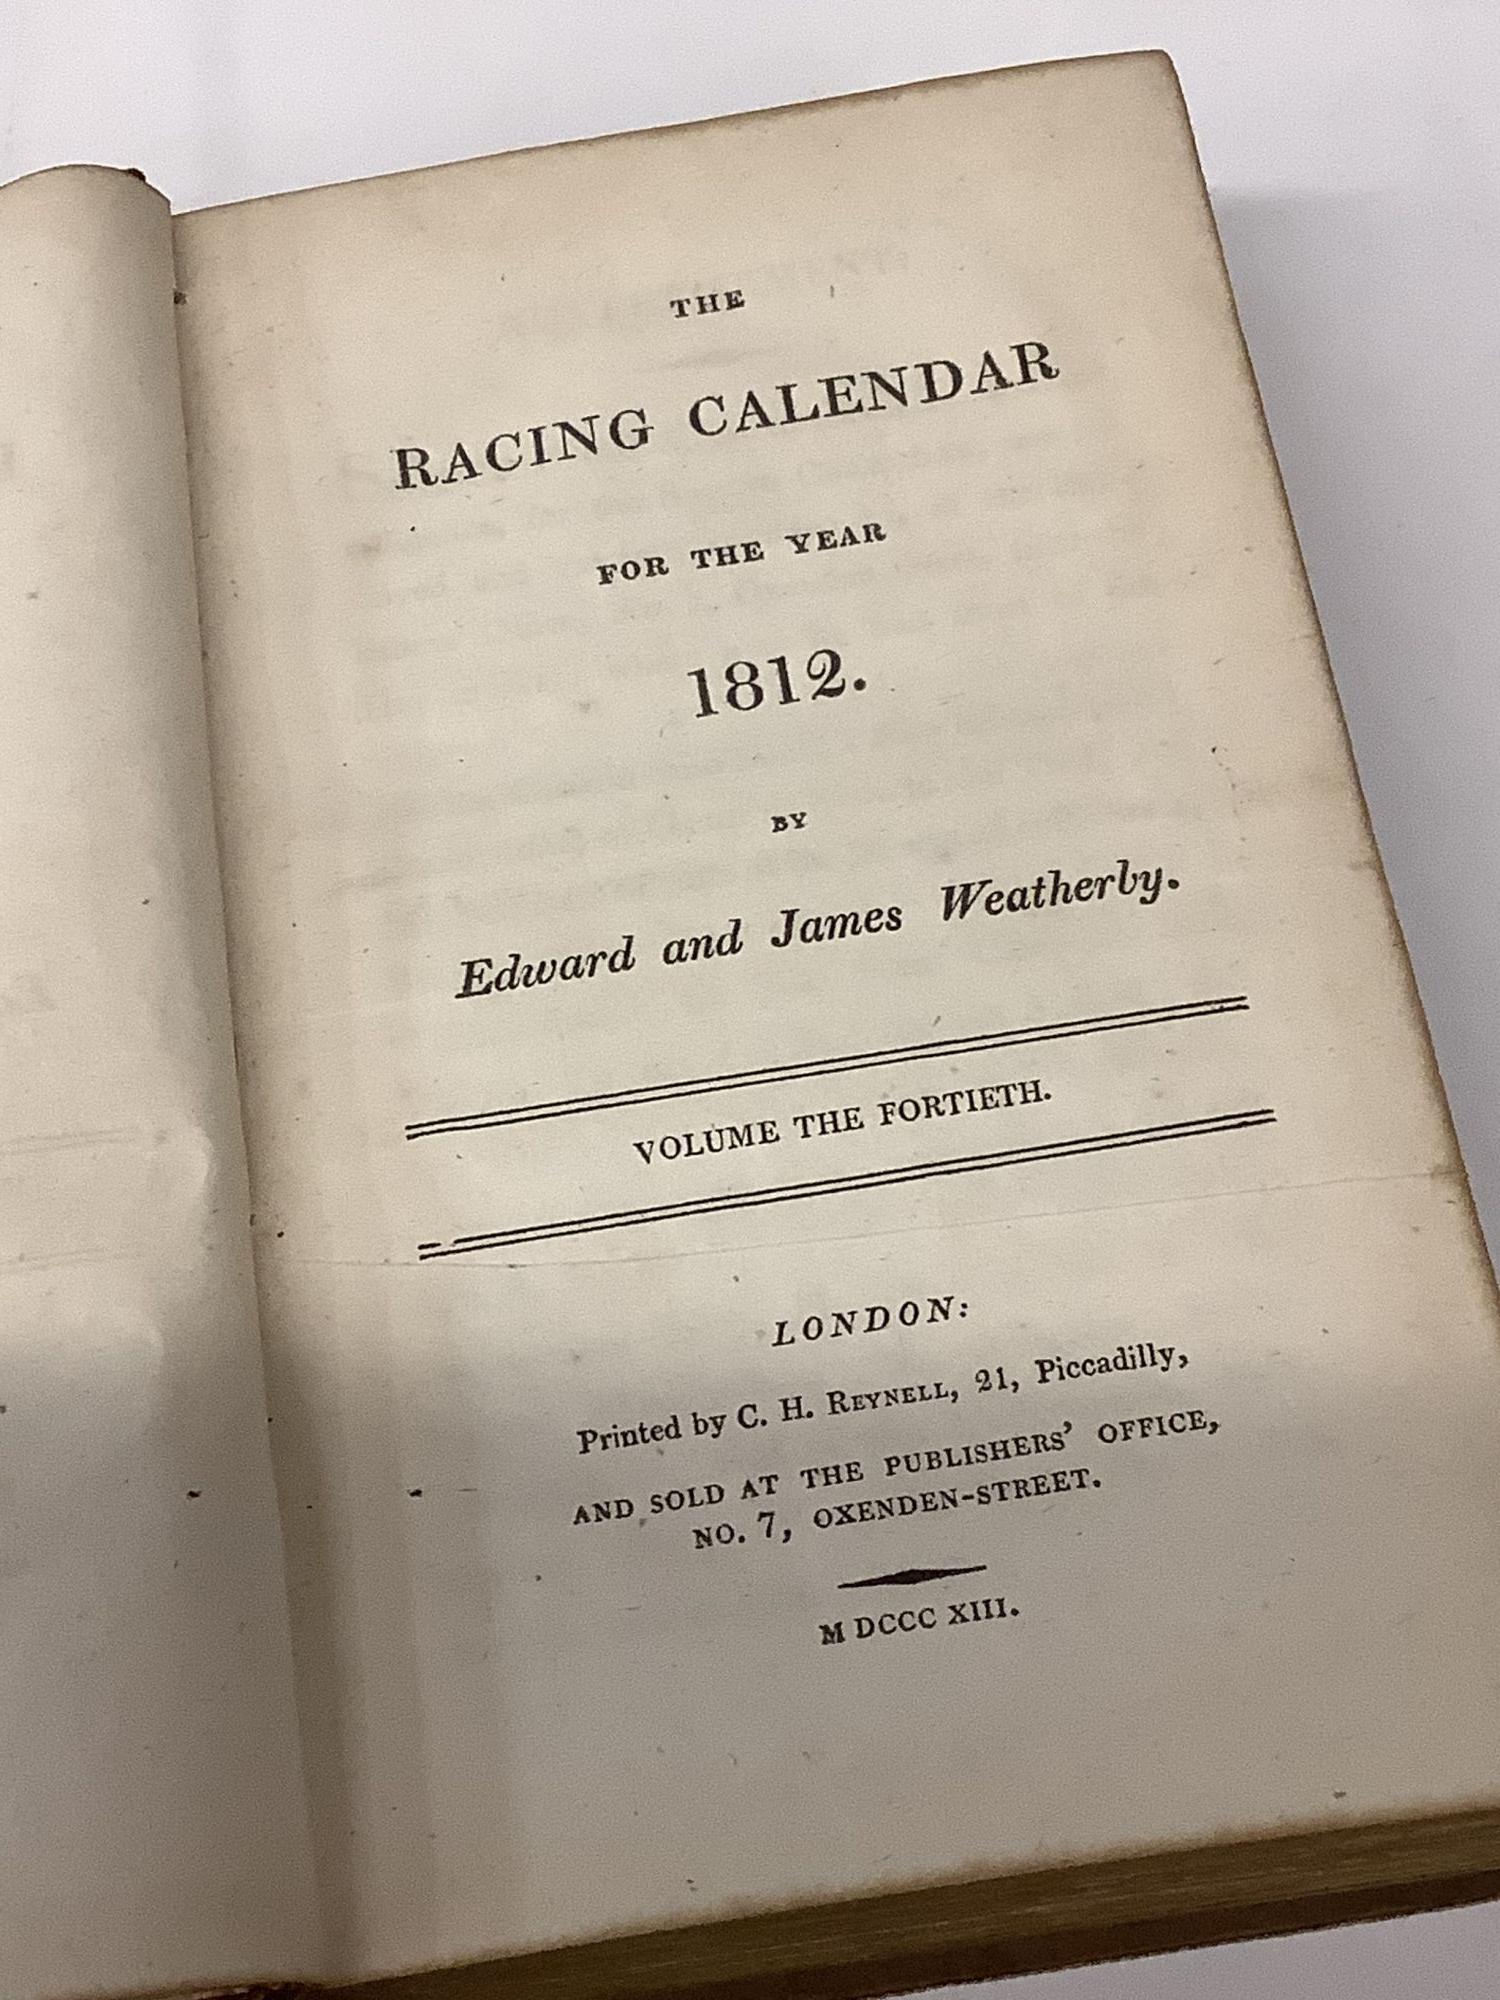 THE
RACING CALENDAR
FOR THE YEAR
1812.
BY
Edward and James Weatherby.
VOLUME THE FORTIETH.
LONDON:
Printed by C. H. REYNELL, 21, Piccadilly,
AND SOLD AT THE PUBLISHERS' OFFICE,
NO. 7, OXENDEN-STREET.
M DCCC XIII.